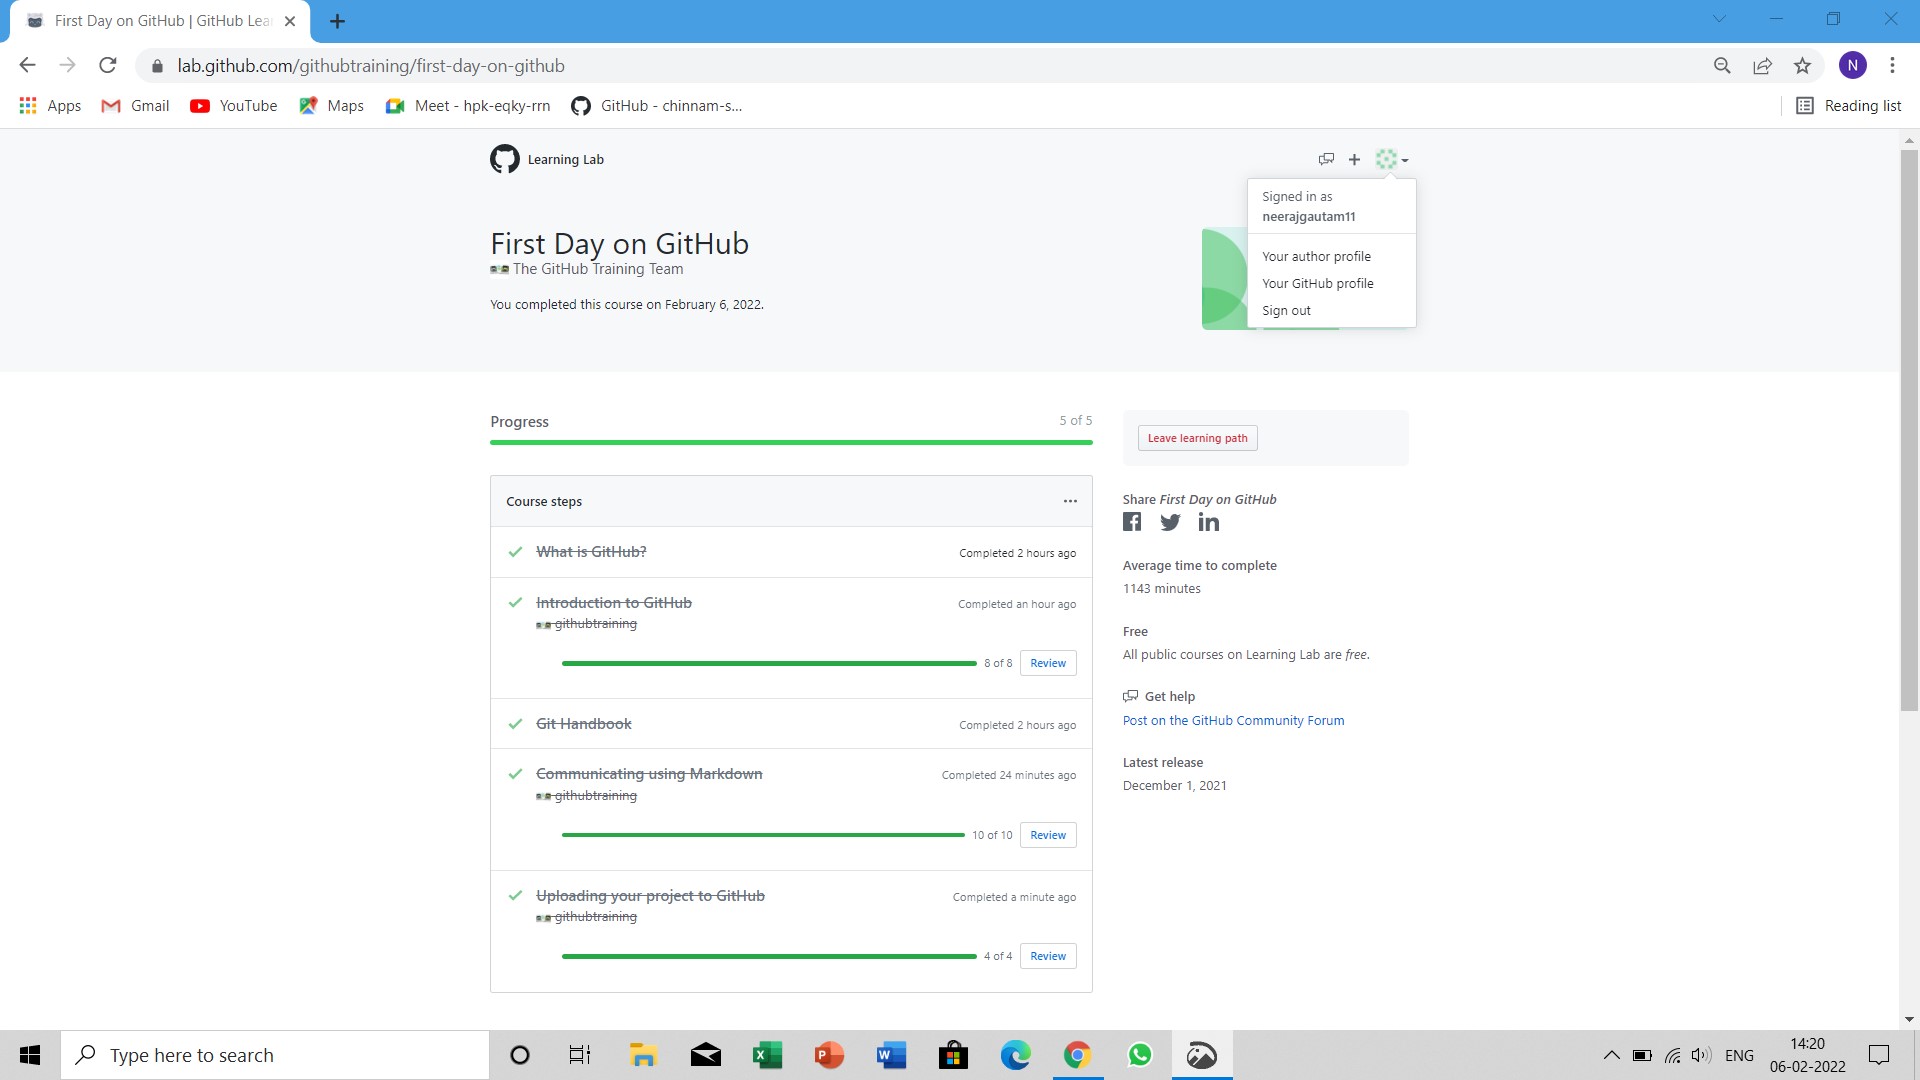 First Day on GitHub | GitHub Lea
lab.github.com/githubtraining/first-day-on-github
N
Apps
Gmail
YouTube
Maps
Meet - hpk-eqky-rrn
GitHub - chinnam-s...
Reading list
Learning Lab
Signed in as
neerajgautam11
Your author profile
Your GitHub profile
Sign out
First Day on GitHub
The GitHub Training Team
You completed this course on February 6, 2022.
Progress
5 of 5
Course steps
What is GitHub?
Completed 2 hours ago
Introduction to GitHub
Completed an hour ago
githubtraining
8 of 8
Review
Git Handbook
Completed 2 hours ago
Communicating using Markdown
Completed 24 minutes ago
githubtraining
10 of 10
Review
Uploading your project to GitHub
Completed a minute ago
githubtraining
4 of 4
Review
Leave learning path
Share First Day on GitHub
Average time to complete
1143 minutes
Free
All public courses on Learning Lab are free.
Get help
Post on the GitHub Community Forum
Latest release
December 1, 2021
Type here to search
ENG
14:20
06-02-2022